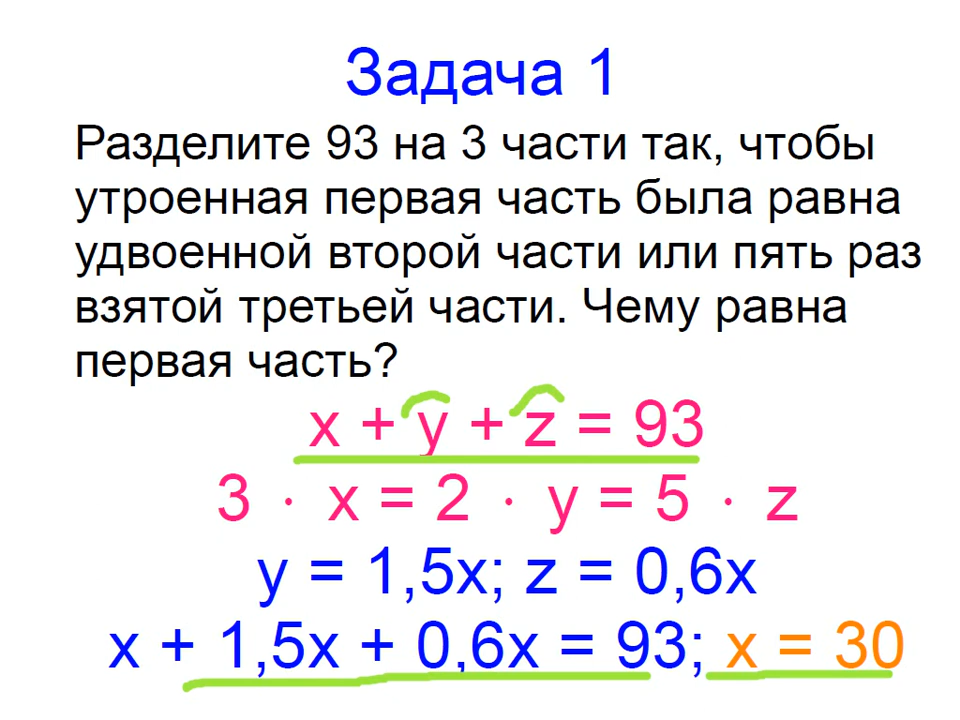 Задача 1
Разделите 93 на 3 части так, чтобы
утроенная первая часть была равна
удвоенной второй части или пять раз
взятой третьей части. Чему равна
первая часть?
x + y + z = 93
3 · x = 2 · y = 5 · z
y = 1,5x; z = 0,6x
x + 1,5x + 0,6x = 93; x = 30